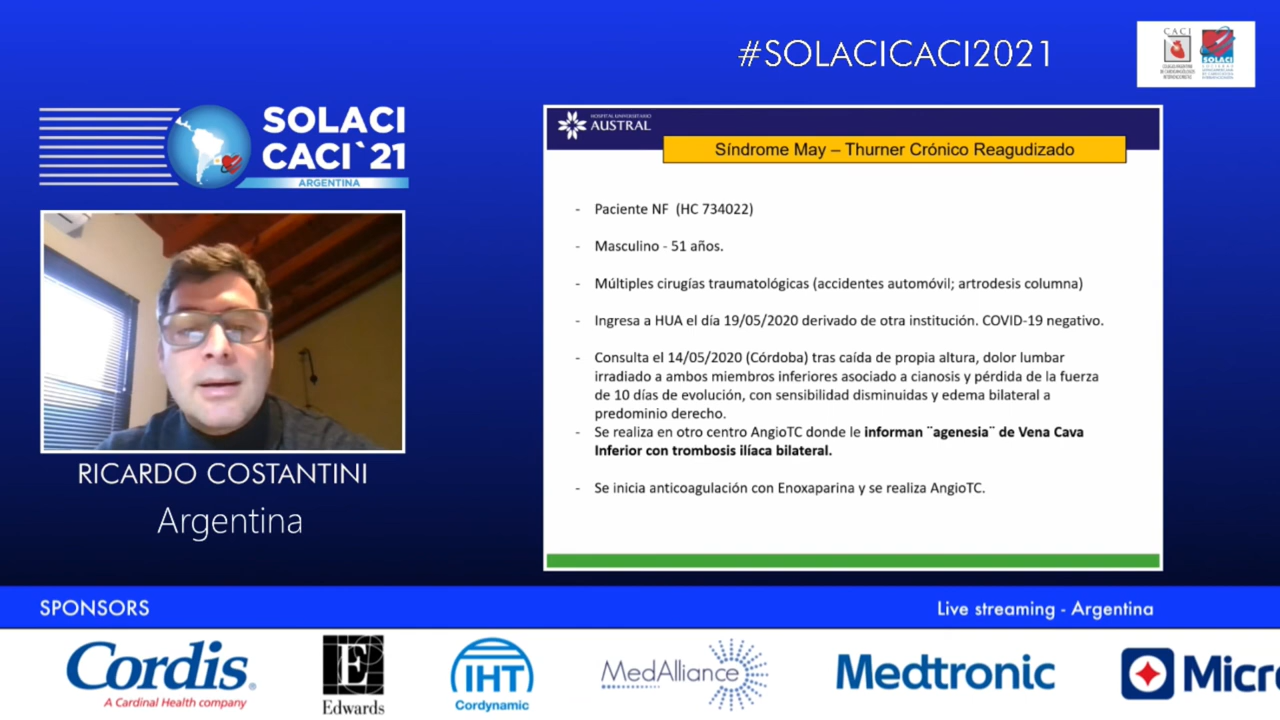 #SOLACICACI2021
CACI
SOLACI
SOLACI
CACI`21
ARGENTINA
HOSPITAL UNIVERSITARIO
AUSTRAL
Síndrome May – Thurner Crónico Reagudizado
- Paciente NF (HC 734022)
- Masculino - 51 años.
- Múltiples cirugías traumatológicas (accidentes automóvil; artrodesis columna)
- Ingresa a HUA el día 19/05/2020 derivado de otra institución. COVID-19 negativo.
- Consulta el 14/05/2020 (Córdoba) tras caída de propia altura, dolor lumbar
irradiado a ambos miembros inferiores asociado a cianosis y pérdida de la fuerza
de 10 días de evolución, con sensibilidad disminuidas y edema bilateral a
predominio derecho.
- Se realiza en otro centro AngioTC donde le informan ¨agenesia¨ de Vena Cava
Inferior con trombosis ilíaca bilateral.
- Se inicia anticoagulación con Enoxaparina y se realiza AngioTC.
RICARDO COSTANTINI
Argentina
SPONSORS
Live streaming - Argentina
Cordis.
A Cardinal Health company
E
Edwards
IHT
Cordynamic
MedAlliance
Medtronic
Micr